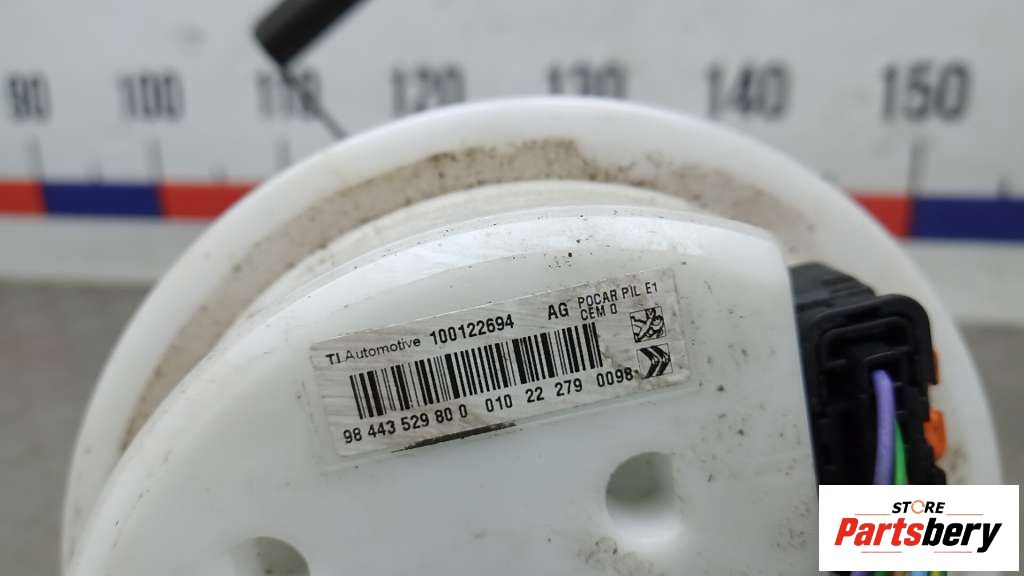 90 100 110 120 130 140 150
TI Automotive 100122694 AG POCAR PIL E1
CEM 0
98 443 529 80 0 010 22 279 0098
STORE
Partsbery